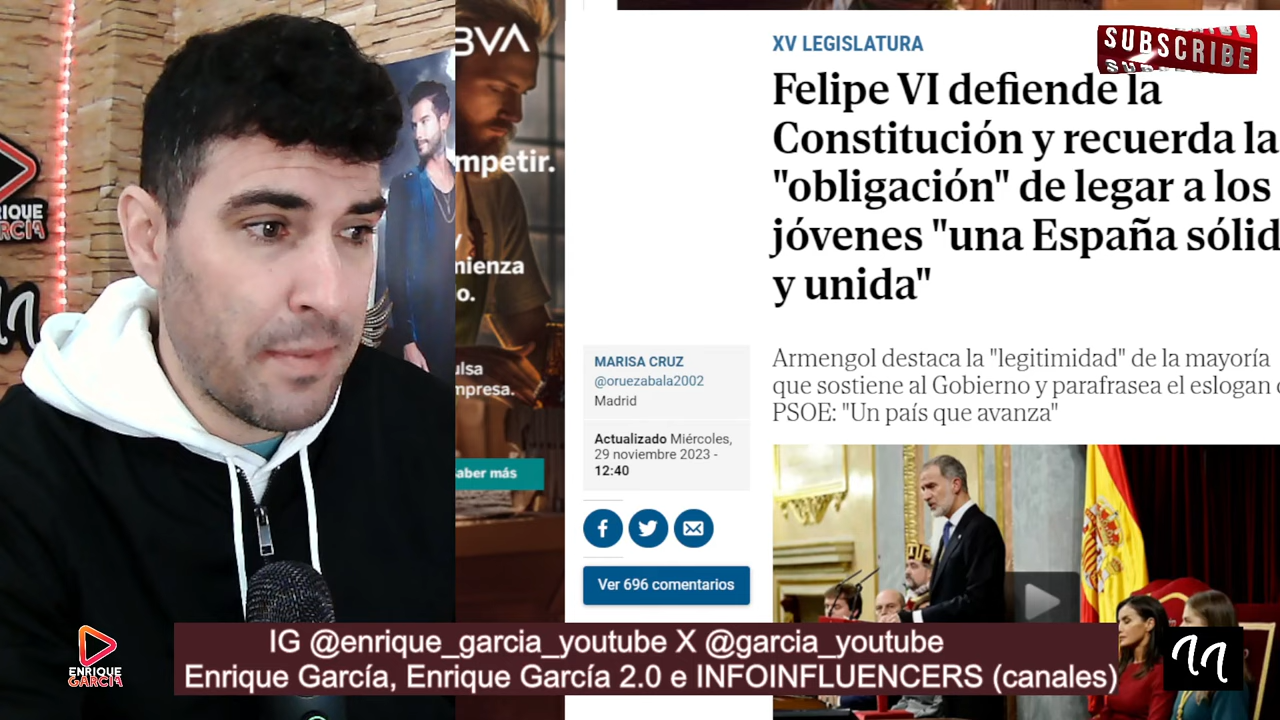 BVA
mpetir.
mienza
o.
ulsa
mpresa.
aber más
XV LEGISLATURA
SUBSCRIBE
Felipe VI defiende la
Constitución y recuerda la
"obligación" de legar a los
jóvenes "una España sólid
y unida"
MARISA CRUZ
@oruezabala2002
Madrid
Actualizado Miércoles,
29 noviembre 2023 -
12:40
Ver 696 comentarios
Armengol destaca la "legitimidad" de la mayoría
que sostiene al Gobierno y parafrasea el eslogan
PSOE: "Un país que avanza"
RIQUE
RCIA
IG @enrique_garcia_youtube X @garcia_youtube
Enrique García, Enrique García 2.0 e INFOINFLUENCERS (canales)
ENRIQUE
GARCIA